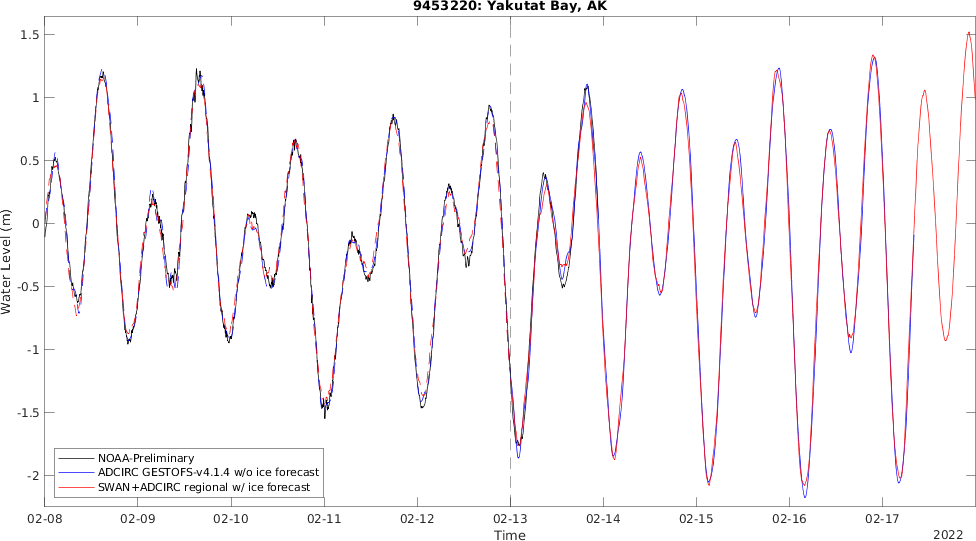 9453220: Yakutat Bay, AK
Water Level (m)
1.5
1
0.5
0
-0.5
-1
-1.5
-2
NOAA-Preliminary
ADCIRC GESTOFS-v4.1.4 w/o ice forecast
SWAN+ADCIRC regional w/ ice forecast
02-08 02-09 02-10 02-11 02-12 02-13 02-14 02-15 02-16 02-17
Time
2022